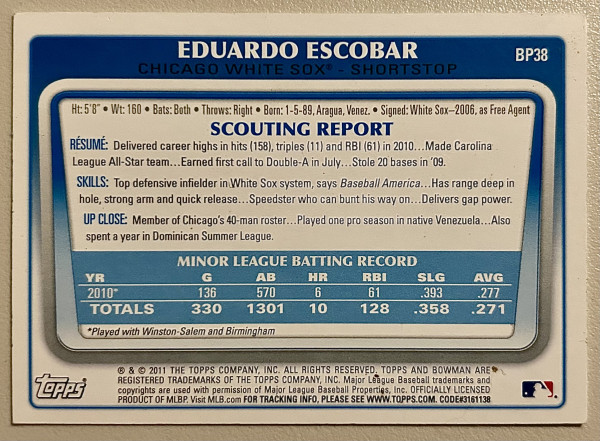 EDUARDO ESCOBAR
BP38
CHICAGO WHITE SOX® - SHORTSTOP
Ht: 5'8" • Wt: 160 • Bats: Both • Throws: Right • Born: 1-5-89, Aragua, Venez. • Signed: White Sox–2006, as Free Agent
SCOUTING REPORT
RÉSUMÉ: Delivered career highs in hits (158), triples (11) and RBI (61) in 2010...Made Carolina
League All-Star team...Earned first call to Double-A in July...Stole 20 bases in '09.
SKILLS: Top defensive infielder in White Sox system, says Baseball America...Has range deep in
hole, strong arm and quick release...Speedster who can bunt his way on...Delivers gap power.
UP CLOSE: Member of Chicago's 40-man roster...Played one pro season in native Venezuela...Also
spent a year in Dominican Summer League.
MINOR LEAGUE BATTING RECORD
YR G AB HR RBI SLG AVG
2010* 136 570 6 61 .393 .277
TOTALS 330 1301 10 128 .358 .271
*Played with Winston-Salem and Birmingham
® & © 2011 THE TOPPS COMPANY, INC. ALL RIGHTS RESERVED. TOPPS AND BOWMAN ARE
REGISTERED TRADEMARKS OF THE TOPPS COMPANY, INC. Major League Baseball trademarks and
copyrights are used with permission of Major League Baseball Properties, Inc. OFFICIALLY LICENSED
PRODUCT OF MLBP. Visit MLB.com FOR TRACKING INFO, PLEASE SEE WWW.TOPPS.COM. CODE#3161138
Topps